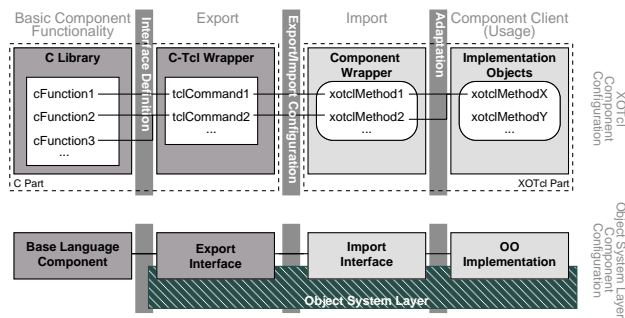 Basic Component
Functionality
Export
Import
Component Client
(Usage)
Interface Definition
Export/Import Configuration
Adaptation
C Library
cFunction1
cFunction2
cFunction3
...
C-Tcl Wrapper
tclCommand1
tclCommand2
...
Component
Wrapper
xotclMethod1
xotclMethod2
...
Implementation
Objects
xotclMethodX
xotclMethodY
...
C Part
XOTcl Part
XOTcl
Component
Configuration
Base Language
Component
Export
Interface
Import
Interface
OO
Implementation
Object System Layer
Object System Layer
Component
Configuration